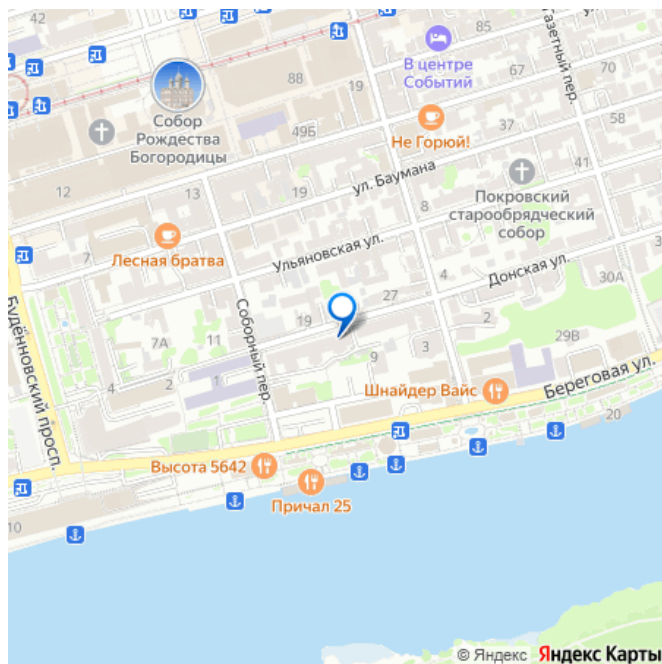 42
85
Газетный пер.
В центре
Событий
67
70
88
19
Собор
Рождества
Богородицы
49Б
Не Горюй!
37
58
12
13
19
ул. Баумана
41
Покровский
старообрядческий
собор
8
7
Лесная братва
Ульяновская ул.
4
Донская ул.
30А
3
Будённовский просп.
Соборный пер.
19
27
2
29В
7А
11
9
3
4
2
1
Шнайдер Вайс
Береговая ул.
20
Высота 5642
Причал 25
10
© Яндекс Яндекс Карты